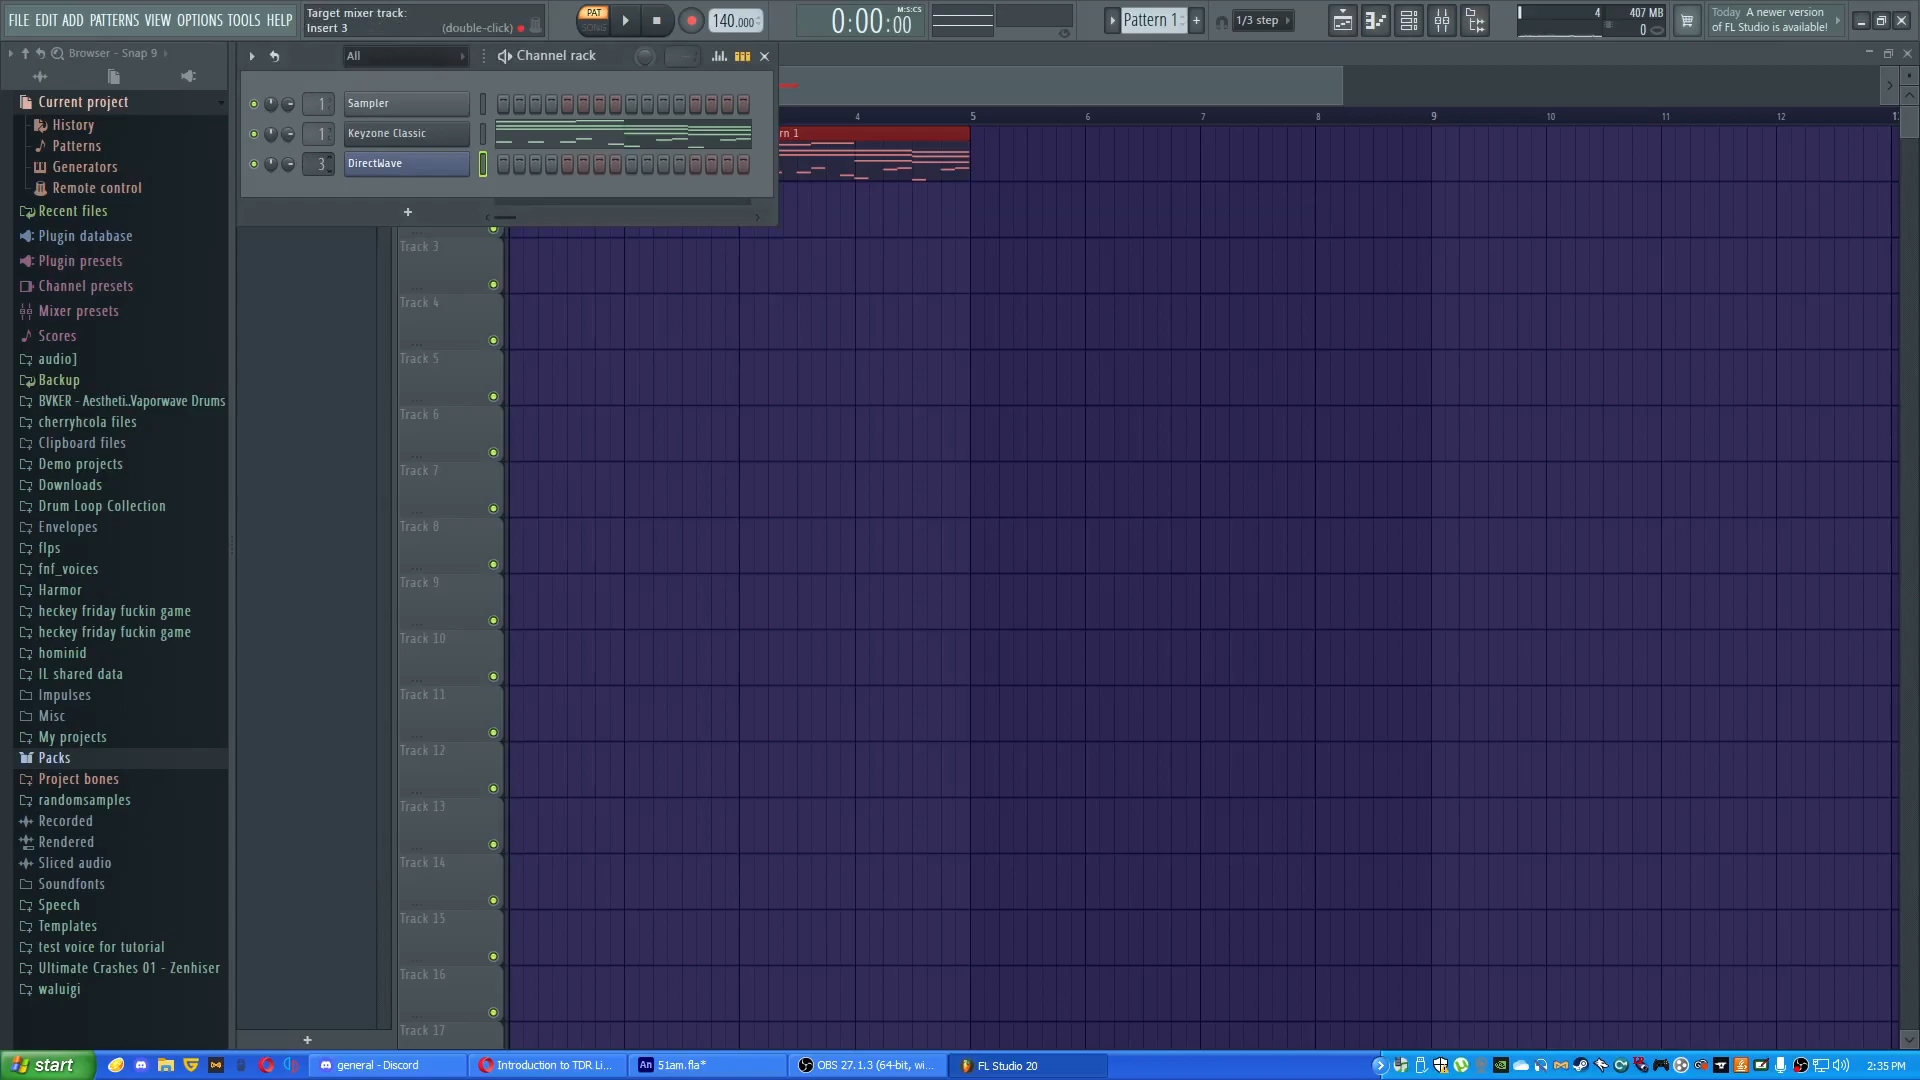 FILE EDIT ADD PATTERNS VIEW OPTIONS TOOLS HELP
Target mixer track:
Insert 3
(double-click)
PAT
SONG
140.000
0:00:00
M:S:CS
Pattern 1
+
1/3 step
4
407 MB
0
Today A newer version
of FL Studio is available!
Browser - Snap 9
All
Channel rack
1
Sampler
1
Keyzone Classic
3
DirectWave
+
Current project
History
Patterns
Generators
Remote control
Recent files
Plugin database
Plugin presets
Channel presets
Mixer presets
Scores
audio]
Backup
BVKER - Aestheti..Vaporwave Drums
cherryhcola files
Clipboard files
Demo projects
Downloads
Drum Loop Collection
Envelopes
flps
fnf_voices
Harmor
heckey friday fuckin game
heckey friday fuckin game
hominid
IL shared data
Impulses
Misc
My projects
Packs
Project bones
randomsamples
Recorded
Rendered
Sliced audio
Soundfonts
Speech
Templates
test voice for tutorial
Ultimate Crashes 01 - Zenhiser
waluigi
4
5
6
7
8
9
10
11
12
rn 1
Track 3
Track 4
Track 5
Track 6
Track 7
Track 8
Track 9
Track 10
Track 11
Track 12
Track 13
Track 14
Track 15
Track 16
Track 17
+
start
general - Discord
Introduction to TDR Li...
An
51am.fla*
OBS 27.1.3 (64-bit, wi...
FL Studio 20
2:35 PM